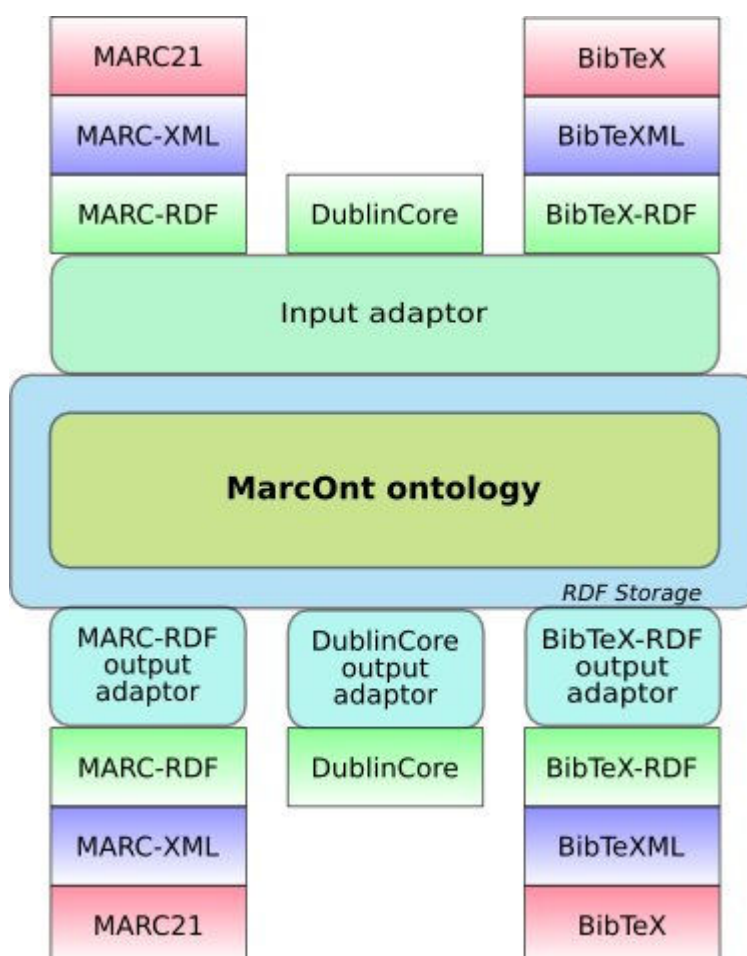 MARC21
BibTeX
MARC-XML
BibTeXML
MARC-RDF
DublinCore
BibTeX-RDF
Input adaptor
MarcOnt ontology
RDF Storage
MARC-RDF
output
adaptor
DublinCore
output
adaptor
BibTeX-RDF
output
adaptor
MARC-RDF
DublinCore
BibTeX-RDF
MARC-XML
BibTeXML
MARC21
BibTeX